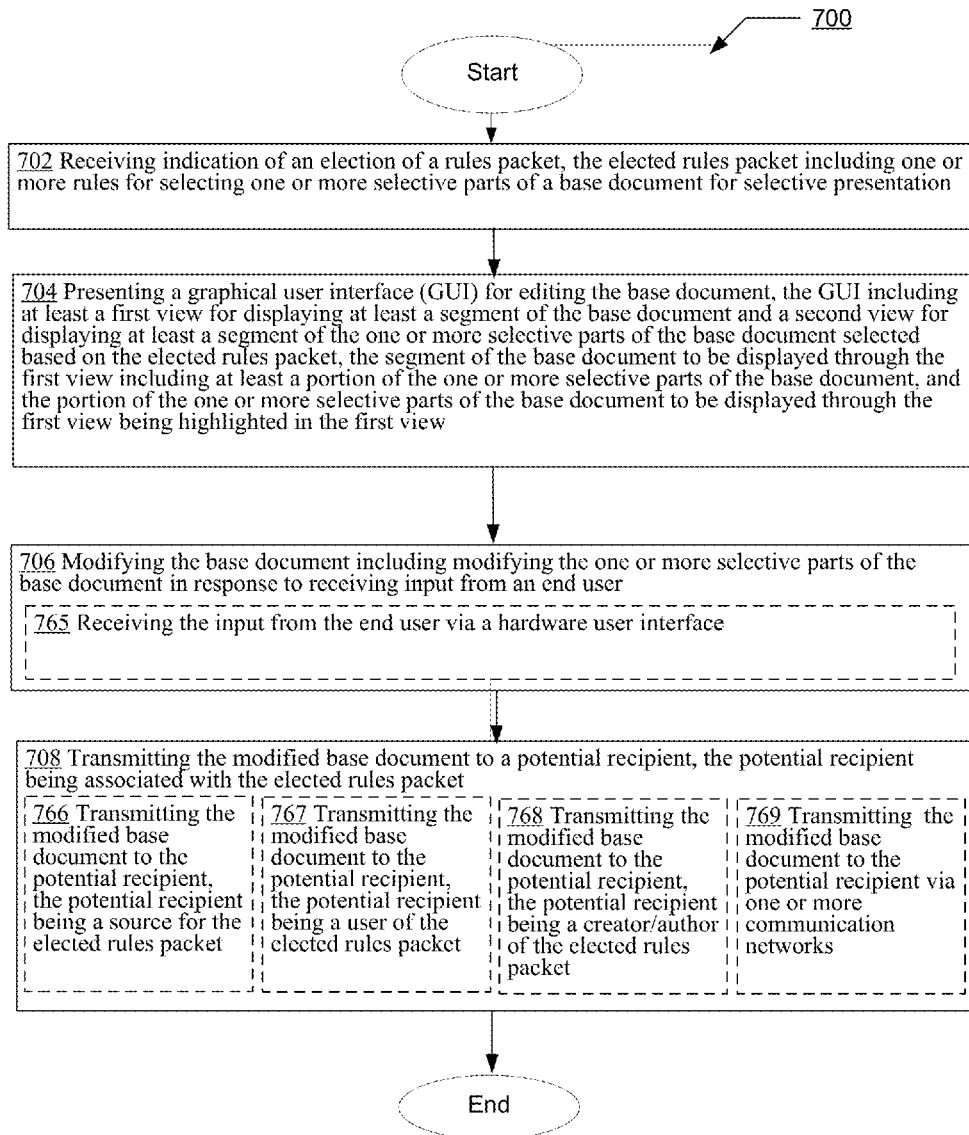 700
Start
702 Receiving indication of an election of a rules packet, the elected rules packet including one or
more rules for selecting one or more selective parts of a base document for selective presentation
704 Presenting a graphical user interface (GUI) for editing the base document, the GUI including
at least a first view for displaying at least a segment of the base document and a second view for
displaying at least a segment of the one or more selective parts of the base document selected
based on the elected rules packet, the segment of the base document to be displayed through the
first view including at least a portion of the one or more selective parts of the base document, and
the portion of the one or more selective parts of the base document to be displayed through the
first view being highlighted in the first view
706 Modifying the base document including modifying the one or more selective parts of the
base document in response to receiving input from an end user
765 Receiving the input from the end user via a hardware user interface
708 Transmitting the modified base document to a potential recipient, the potential recipient
being associated with the elected rules packet
766 Transmitting the
modified base
document to the
potential recipient,
the potential recipient
being a source for the
elected rules packet
767 Transmitting the
modified base
document to the
potential recipient,
the potential recipient
being a user of the
elected rules packet
768 Transmitting the
modified base
document to the
potential recipient,
the potential recipient
being a creator/author
of the elected rules
packet
769 Transmitting the
modified base
document to the
potential recipient via
one or more
communication
networks
End